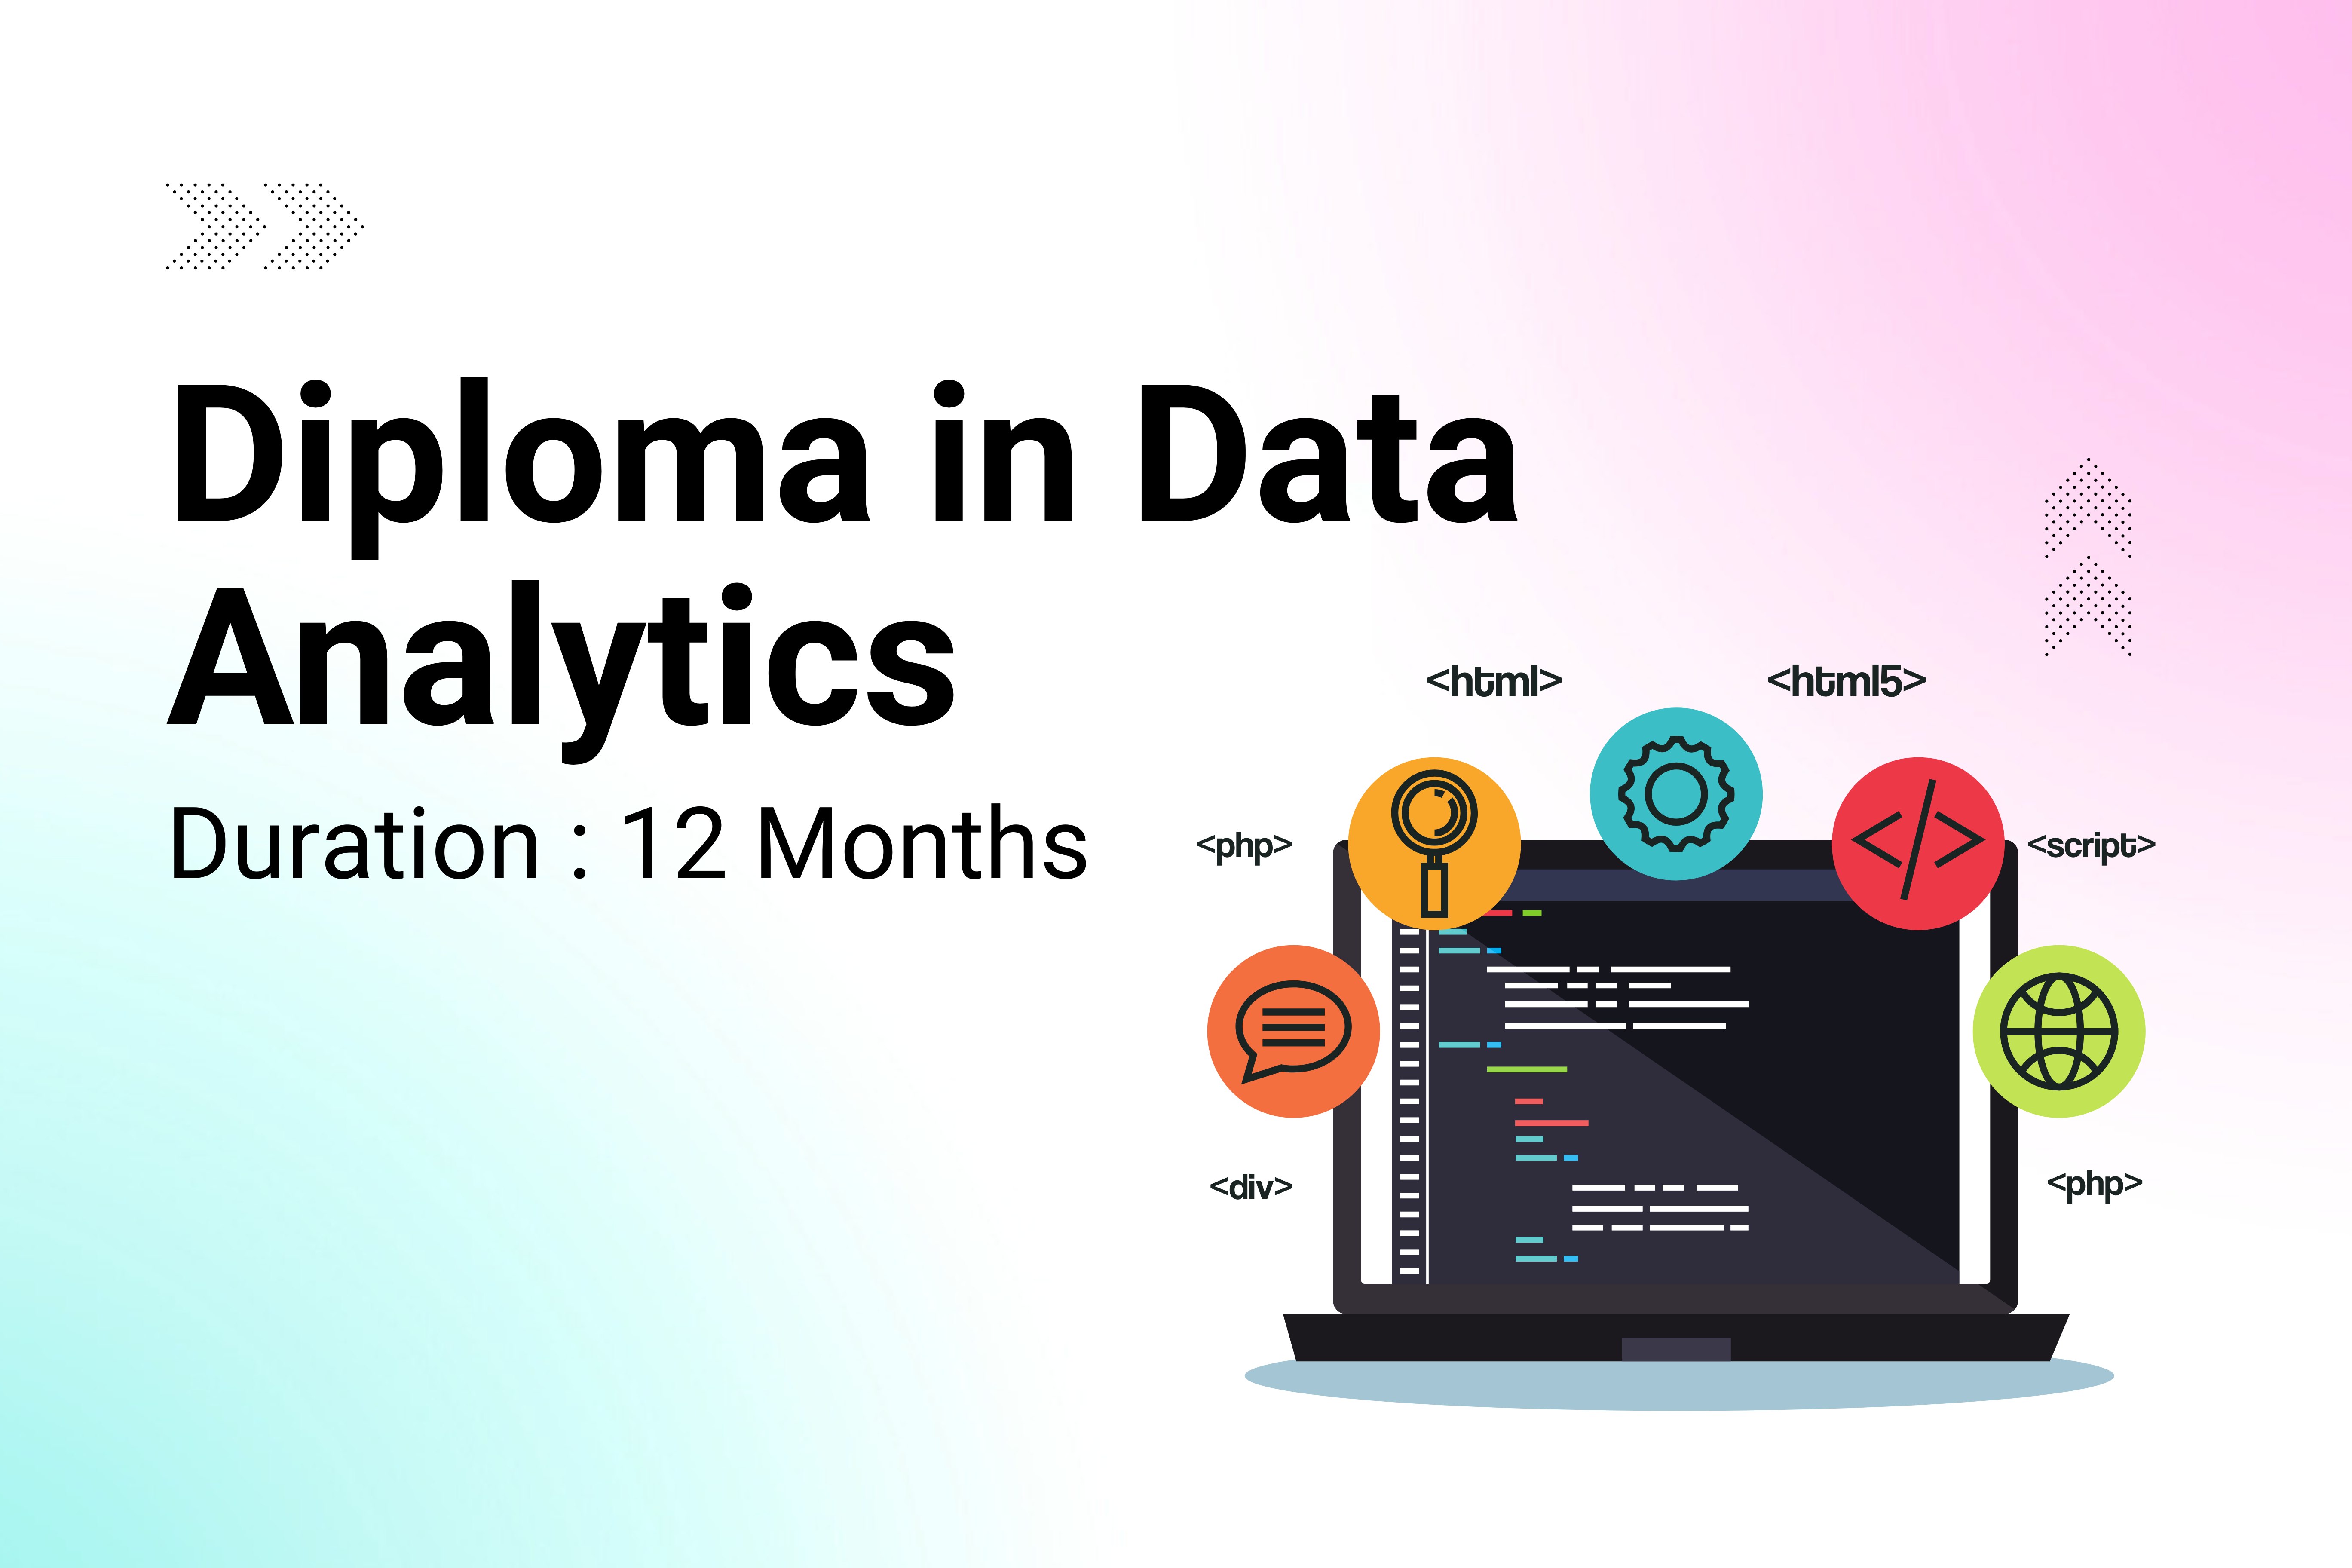 Diploma in Data
Analytics
Duration : 12 Months
<html>
<html5>
<php>
<script>
<div>
<php>